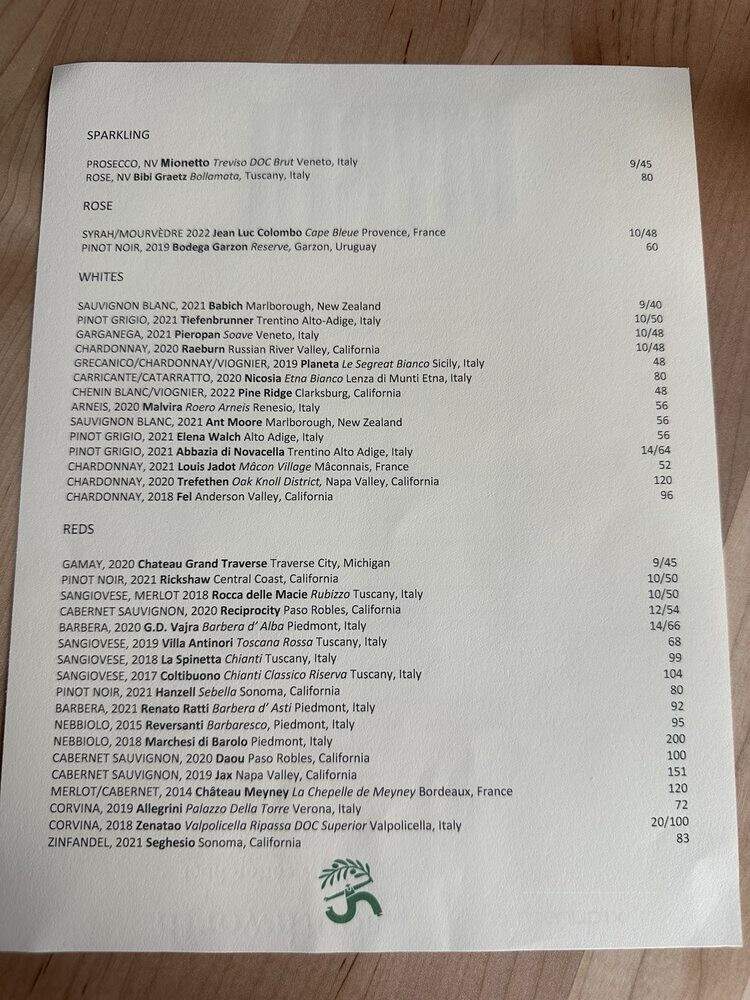 SPARKLING
PROSECCO, NV Mionetto Treviso DOC Brut Veneto, Italy 9/45
ROSE, NV Bibi Graetz Bollamata, Tuscany, Italy 80
ROSE
SYRAH/MOURVÈDRE 2022 Jean Luc Colombo Cape Bleue Provence, France 10/48
PINOT NOIR, 2019 Bodega Garzon Reserve, Garzon, Uruguay 60
WHITES
SAUVIGNON BLANC, 2021 Babich Marlborough, New Zealand 9/40
PINOT GRIGIO, 2021 Tiefenbrunner Trentino Alto-Adige, Italy 10/50
GARGANEGA, 2021 Pieropan Soave Veneto, Italy 10/48
CHARDONNAY, 2020 Raeburn Russian River Valley, California 10/48
GRECANICO/CHARDONNAY/VIOGNIER, 2019 Planeta Le Segreat Bianco Sicily, Italy 48
CARRICANTE/CATARRATTO, 2020 Nicosia Etna Bianco Lenza di Munti Etna, Italy 80
CHENIN BLANC/VIOGNIER, 2022 Pine Ridge Clarksburg, California 48
ARNEIS, 2020 Malvira Roero Arneis Renesio, Italy 56
SAUVIGNON BLANC, 2021 Ant Moore Marlborough, New Zealand 56
PINOT GRIGIO, 2021 Elena Walch Alto Adige, Italy 56
PINOT GRIGIO, 2021 Abbazia di Novacella Trentino Alto Adige, Italy 14/64
CHARDONNAY, 2021 Louis Jadot Mâcon Village Mâconnais, France 52
CHARDONNAY, 2020 Trefethen Oak Knoll District, Napa Valley, California 120
CHARDONNAY, 2018 Fel Anderson Valley, California 96
REDS
GAMAY, 2020 Chateau Grand Traverse Traverse City, Michigan 9/45
PINOT NOIR, 2021 Rickshaw Central Coast, California 10/50
SANGIOVESE, MERLOT 2018 Rocca delle Macie Rubizzo Tuscany, Italy 10/50
CABERNET SAUVIGNON, 2020 Reciprocity Paso Robles, California 12/54
BARBERA, 2020 G.D. Vajra Barbera d' Alba Piedmont, Italy 14/66
SANGIOVESE, 2019 Villa Antinori Toscana Rossa Tuscany, Italy 68
SANGIOVESE, 2018 La Spinetta Chianti Tuscany, Italy 99
SANGIOVESE, 2017 Coltibuono Chianti Classico Riserva Tuscany, Italy 104
PINOT NOIR, 2021 Hanzell Sebella Sonoma, California 80
BARBERA, 2021 Renato Ratti Barbera d' Asti Piedmont, Italy 92
NEBBIOLO, 2015 Reversanti Barbaresco, Piedmont, Italy 95
NEBBIOLO, 2018 Marchesi di Barolo Piedmont, Italy 200
CABERNET SAUVIGNON, 2020 Daou Paso Robles, California 100
CABERNET SAUVIGNON, 2019 Jax Napa Valley, California 151
MERLOT/CABERNET, 2014 Château Meyney La Chepelle de Meyney Bordeaux, France 120
CORVINA, 2019 Allegrini Palazzo Della Torre Verona, Italy 72
CORVINA, 2018 Zenatao Valpolicella Ripassa DOC Superior Valpolicella, Italy 20/100
ZINFANDEL, 2021 Seghesio Sonoma, California 83